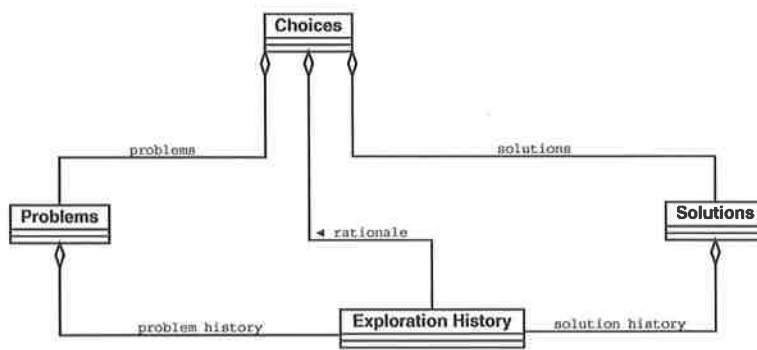 Choices
problems
solutions
Problems
Solutions
◄ rationale
Exploration History
problem history
solution history